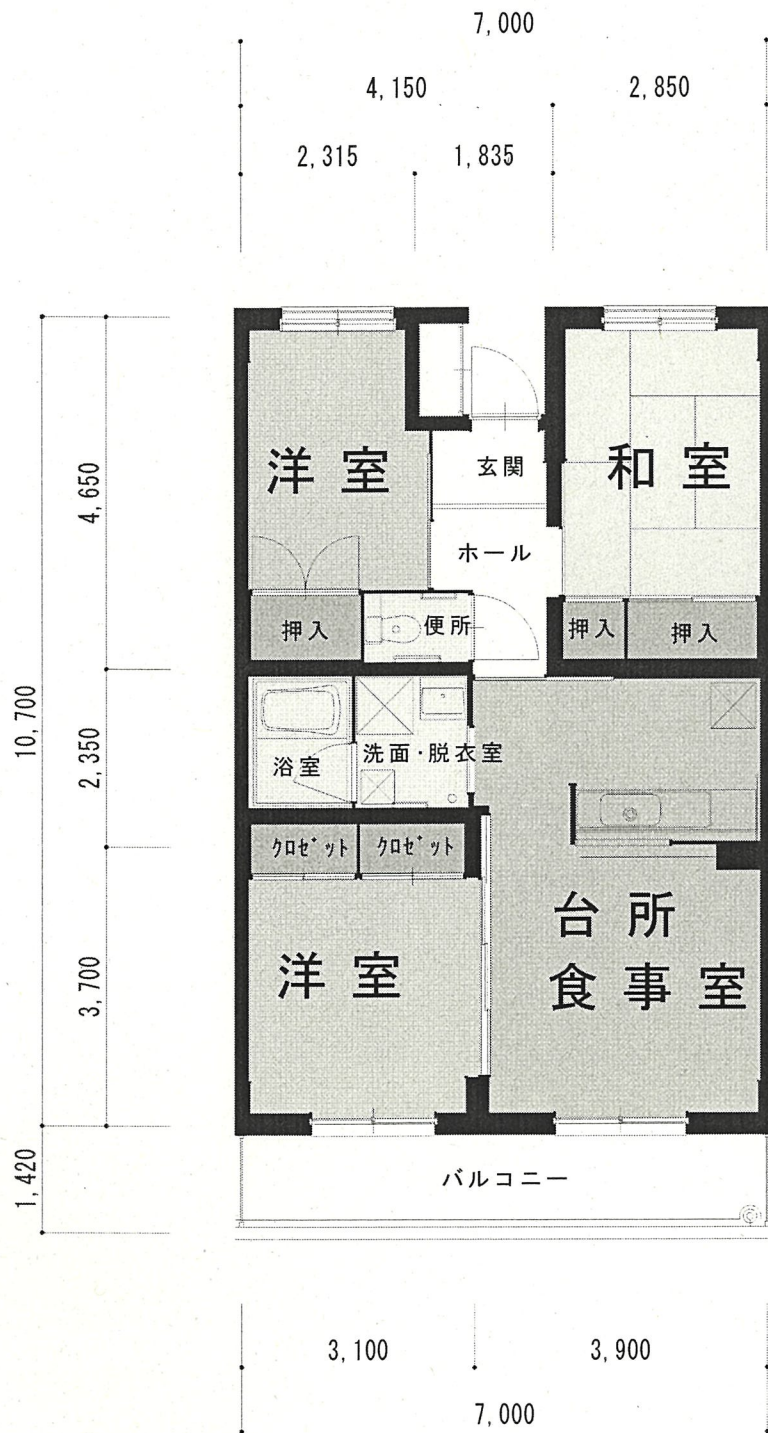 7,000
4,150
2,850
2,315
1,835
4,650
10,700
2,350
3,700
1,420
洋室
玄関
和室
ホール
押入
便所
押入
押入
浴室
洗面・脱衣室
クロゼット
クロゼット
台所
食事室
洋室
バルコニー
3,100
3,900
7,000